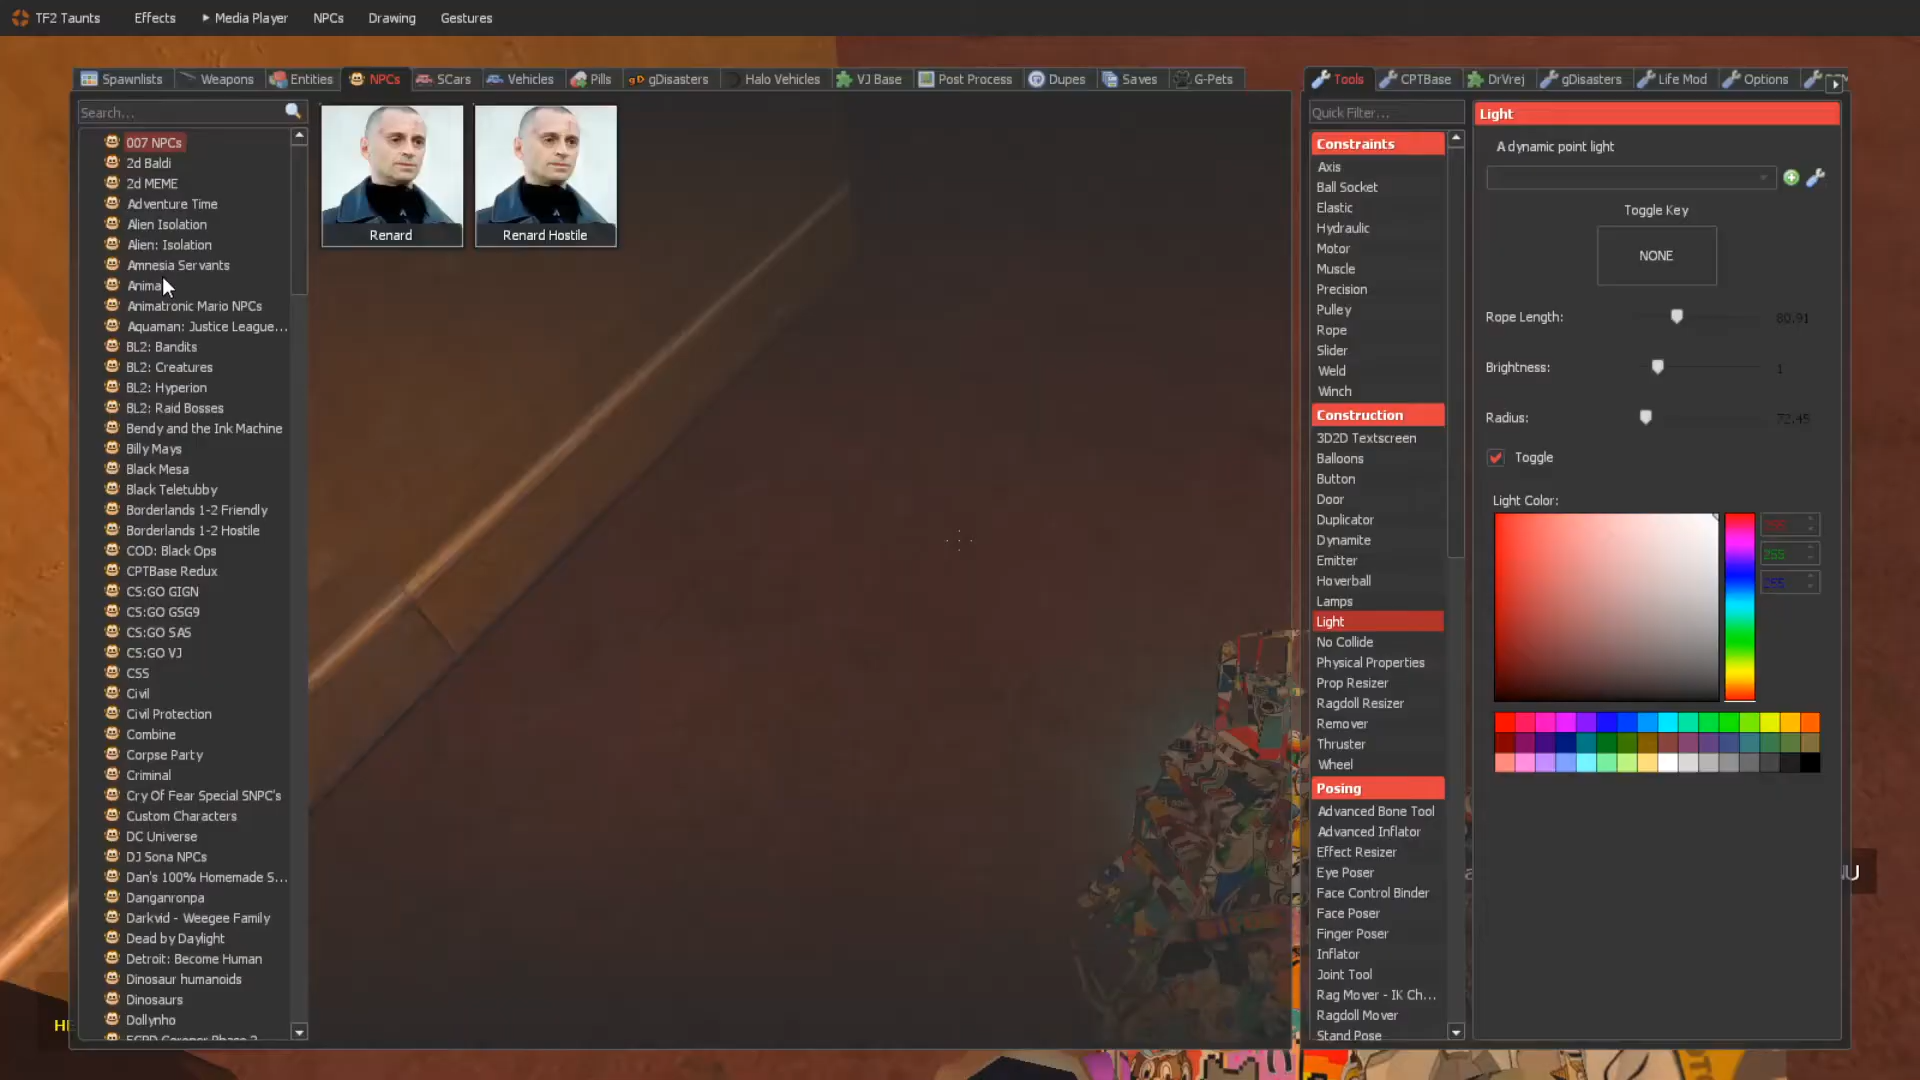 TF2 Taunts
Effects
Media Player
NPCs
Drawing
Gestures
Spawnlists
Weapons
Entities
NPCs
SCars
Vehicles
Pills
gDisasters
Halo Vehicles
VJ Base
Post Process
Dupes
Saves
G-Pets
Search...
007 NPCs
2d Baldi
2d MEME
Adventure Time
Alien Isolation
Alien: Isolation
Amnesia Servants
Animatronic Mario NPCs
Aquaman: Justice League...
BL2: Bandits
BL2: Creatures
BL2: Hyperion
BL2: Raid Bosses
Bendy and the Ink Machine
Billy Mays
Black Mesa
Black Teletubby
Borderlands 1-2 Friendly
Borderlands 1-2 Hostile
COD: Black Ops
CPTBase Redux
CS:GO GIGN
CS:GO GSG9
CS:GO SAS
CS:GO VJ
CSS
Civil
Civil Protection
Combine
Corpse Party
Criminal
Cry Of Fear Special SNPC's
Custom Characters
DC Universe
DJ Sona NPCs
Dan's 100% Homemade S...
Danganronpa
Darkvid - Weegee Family
Dead by Daylight
Detroit: Become Human
Dinosaur humanoids
Dinosaurs
Dollynho
Renard
Renard Hostile
Tools
CPTBase
DrVrej
gDisasters
Life Mod
Options
Quick Filter...
Constraints
Axis
Ball Socket
Elastic
Hydraulic
Motor
Muscle
Precision
Pulley
Rope
Slider
Weld
Winch
Construction
3D2D Textscreen
Balloons
Button
Door
Duplicator
Dynamite
Emitter
Hoverball
Lamps
Light
No Collide
Physical Properties
Prop Resizer
Ragdoll Resizer
Remover
Thruster
Wheel
Posing
Advanced Bone Tool
Advanced Inflator
Effect Resizer
Eye Poser
Face Control Binder
Face Poser
Finger Poser
Inflator
Joint Tool
Rag Mover - IK Ch...
Ragdoll Mover
Stand Pose
Light
A dynamic point light
Toggle Key
NONE
Rope Length:
80.91
Brightness:
1
Radius:
72.45
Toggle
Light Color:
255
255
255